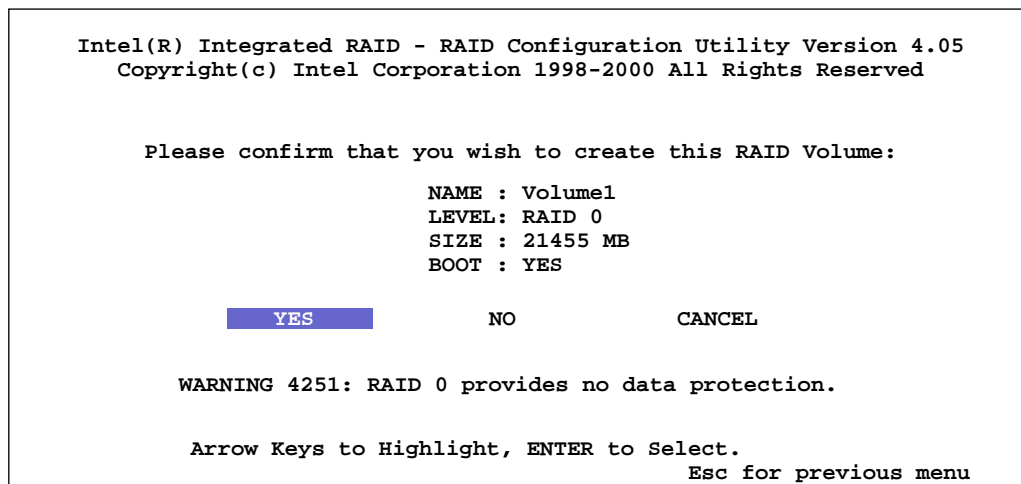 Intel(R) Integrated RAID - RAID Configuration Utility Version 4.05
Copyright(c) Intel Corporation 1998-2000 All Rights Reserved
Please confirm that you wish to create this RAID Volume:
NAME : Volume1
LEVEL: RAID 0
SIZE : 21455 MB
BOOT : YES
YES NO CANCEL
WARNING 4251: RAID 0 provides no data protection.
Arrow Keys to Highlight, ENTER to Select.
Esc for previous menu